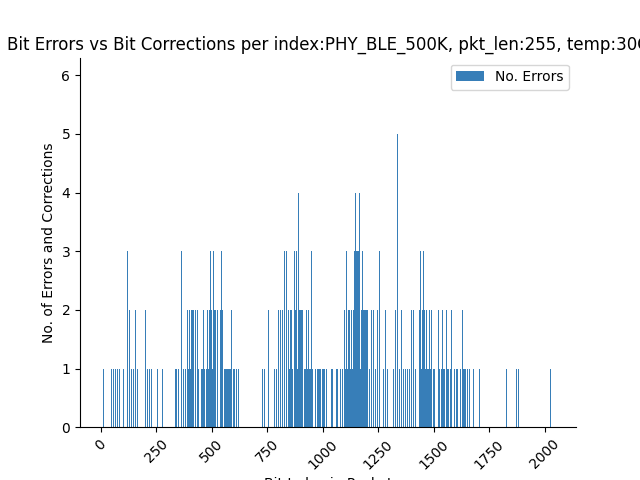 Bit Errors vs Bit Corrections per index:PHY_BLE_500K, pkt_len:255, temp:30
No. Errors
No. of Errors and Corrections
6
5
4
3
2
1
0
0 250 500 750 1000 1250 1500 1750 2000